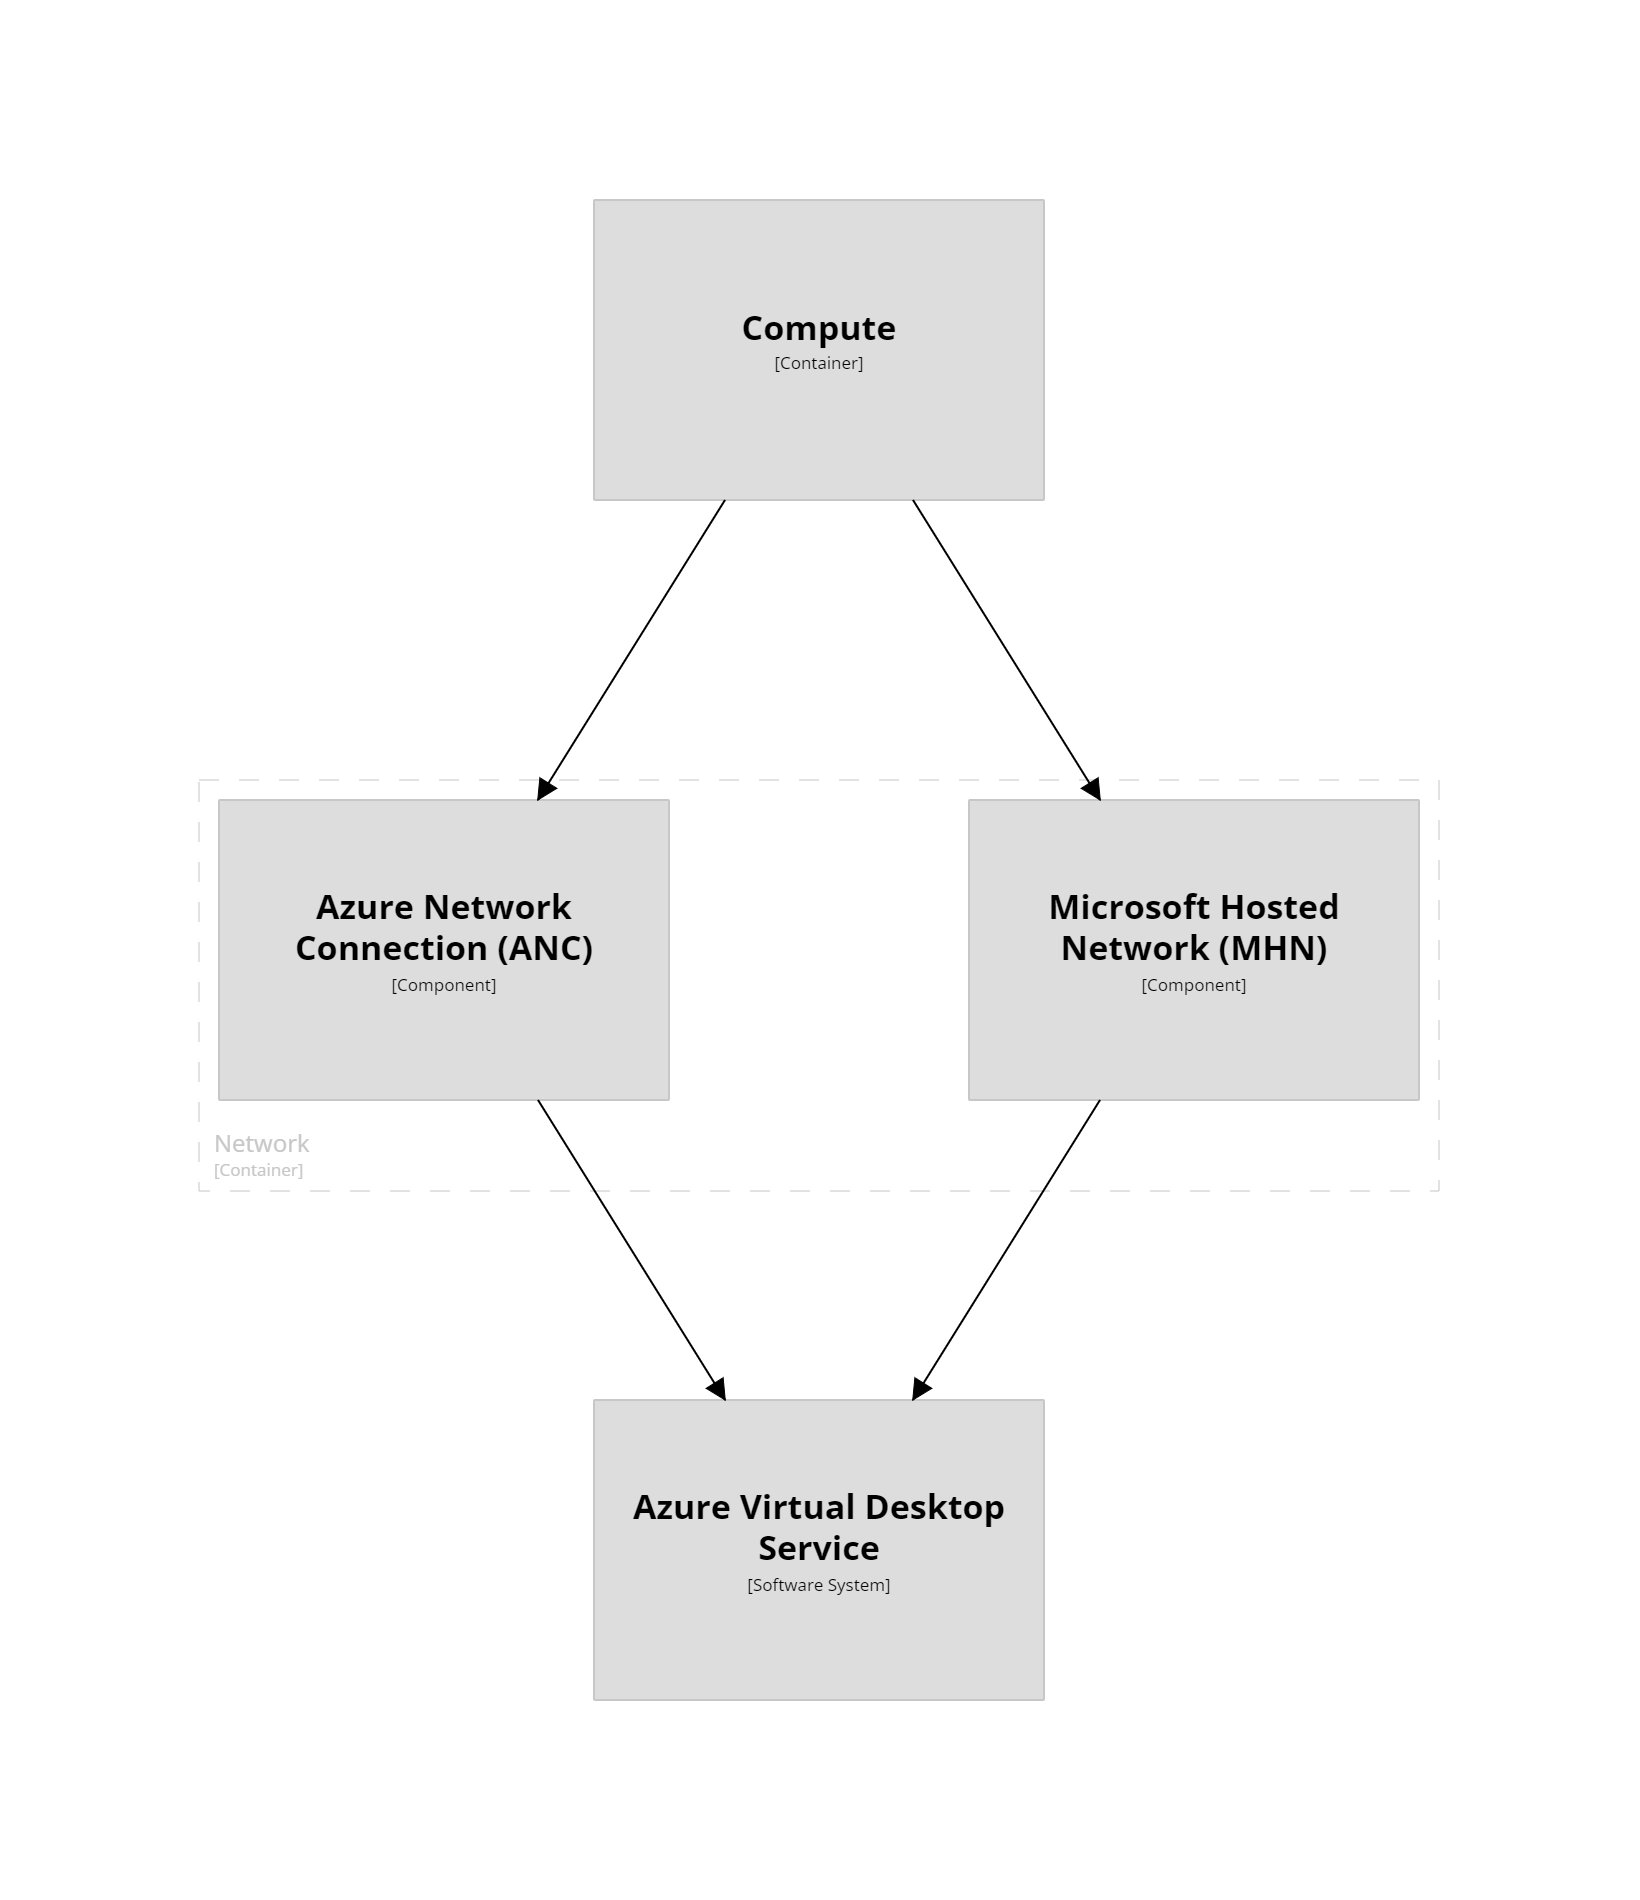 Compute
[Container]
Azure Network
Connection (ANC)
[Component]
Microsoft Hosted
Network (MHN)
[Component]
Network
[Container]
Azure Virtual Desktop
Service
[Software System]